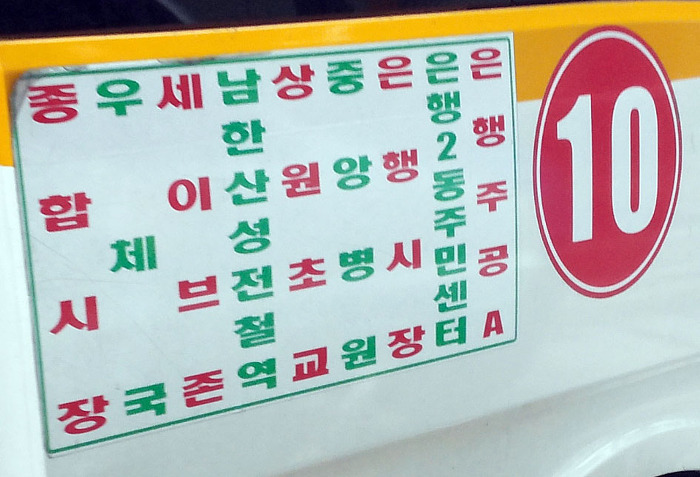 종합시장
우체국
세이브존
남한산성전철역
상원초교
중앙병원
은행시장
은행2동주민센터
은행주공A
10